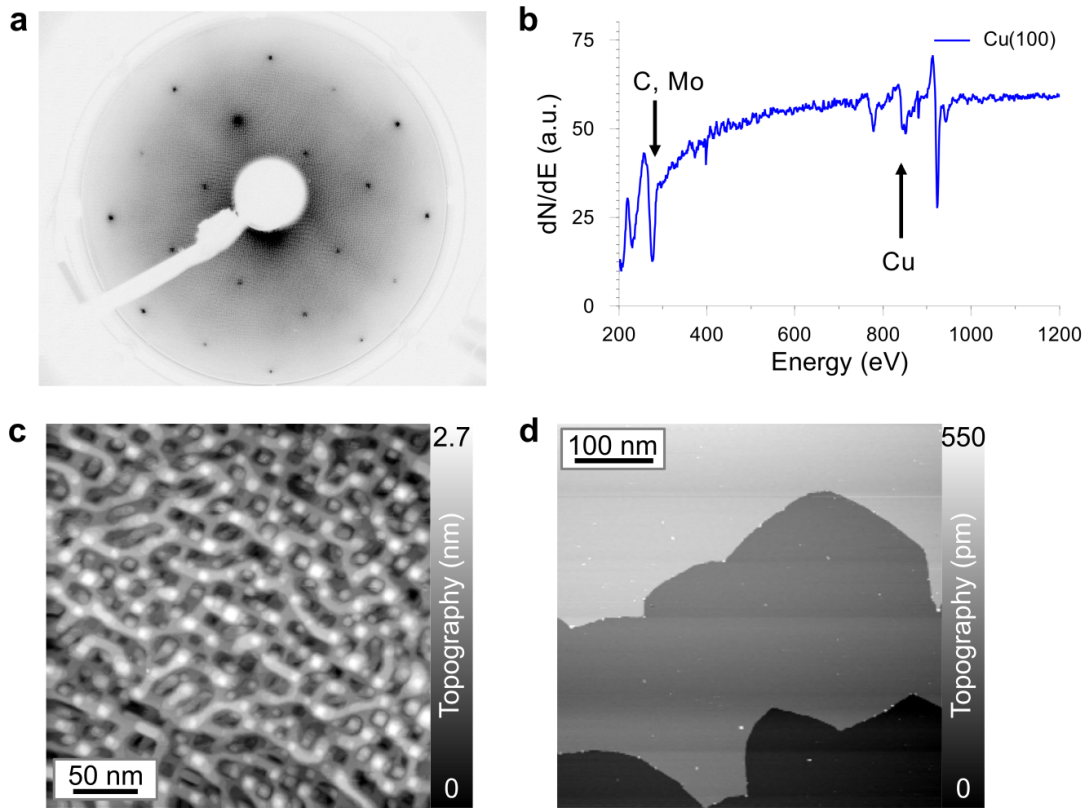 a
b
75
50
25
0
dN/dE (a.u.)
C, Mo
Cu(100)
Cu
200
400
600
800
1000
1200
Energy (eV)
c
2.7
Topography (nm)
0
50 nm
d
100 nm
550
Topography (pm)
0